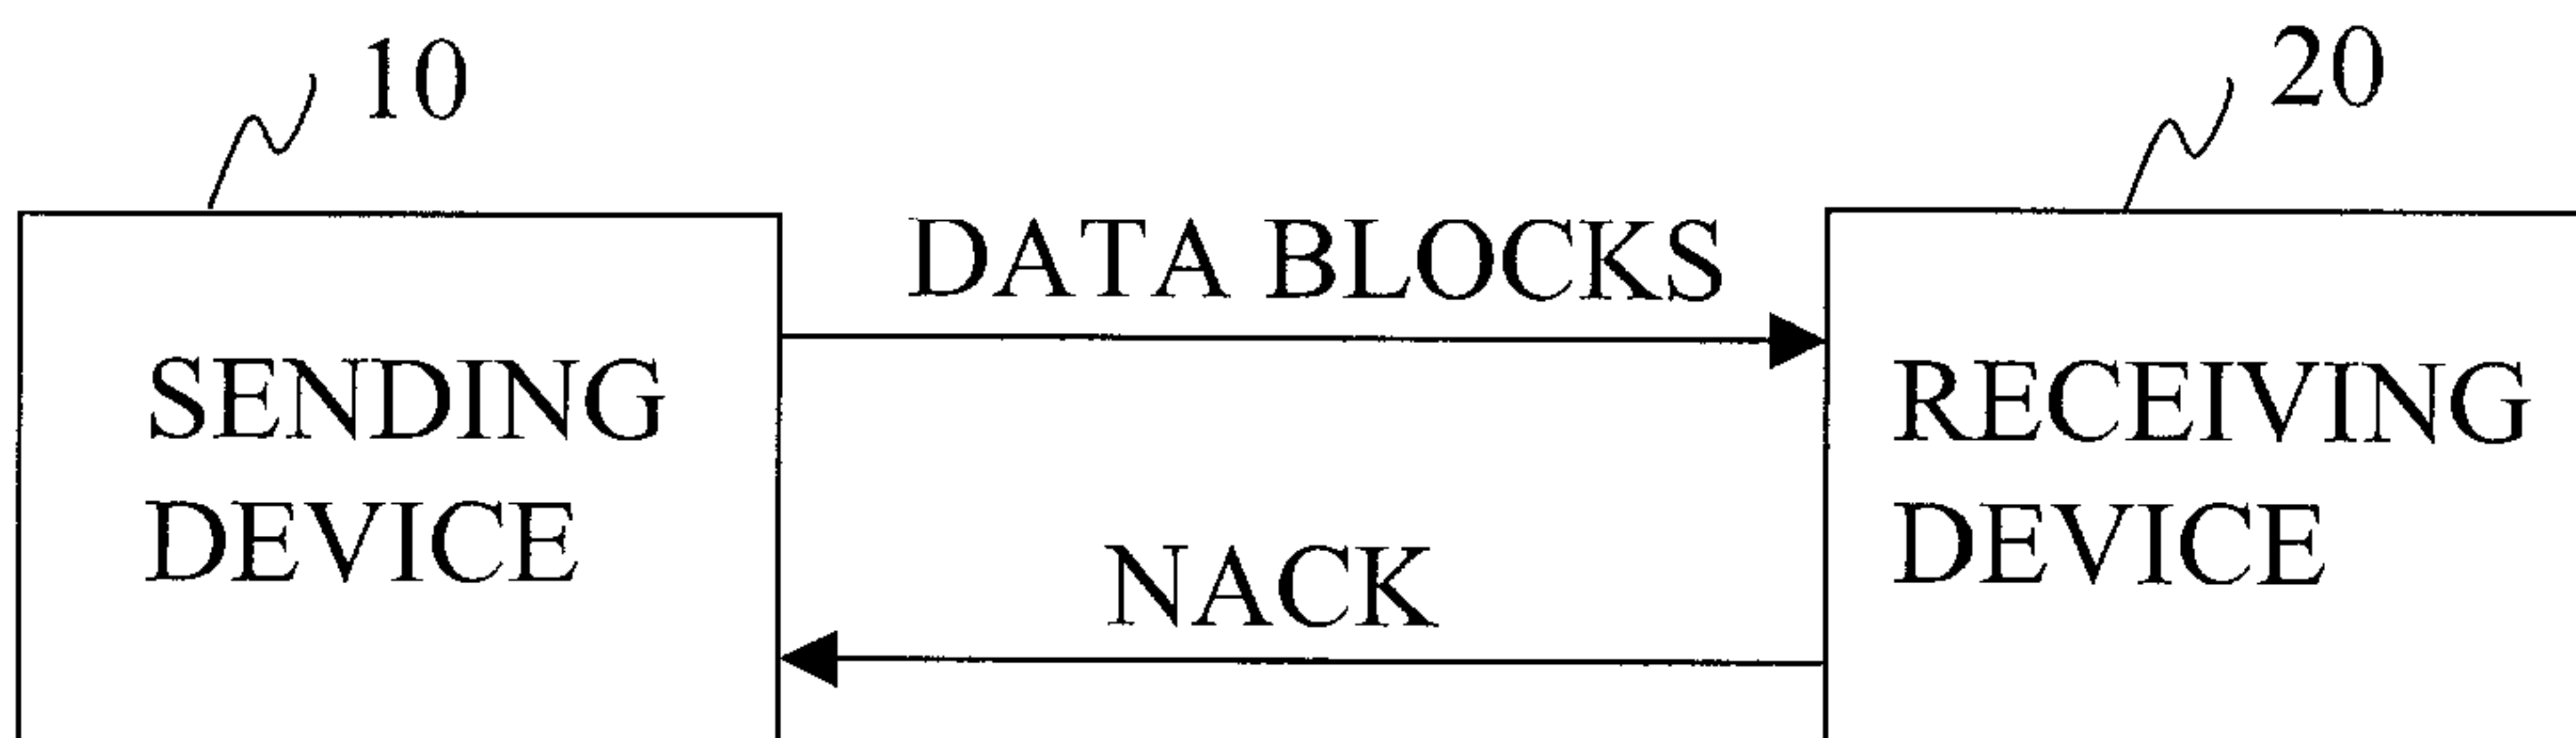 10
20
DATA BLOCKS
SENDING
DEVICE
RECEIVING
DEVICE
NACK